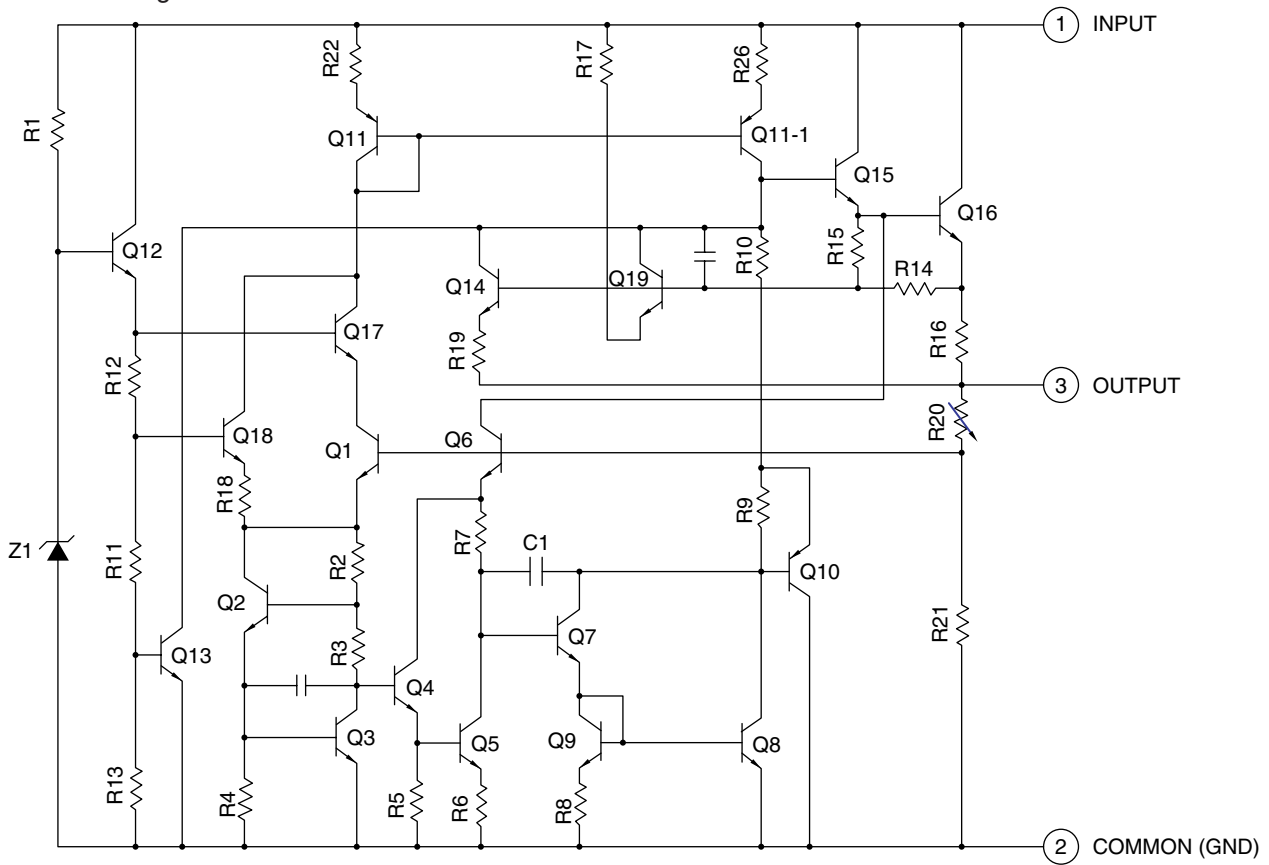 1 INPUT
R22
R17
R26
R1
Q11
Q11-1
Q15
Q16
Q12
R15
R10
R14
Q14
Q19
Q17
R16
R19
R12
3 OUTPUT
R20
Q18
Q1
Q6
R18
R9
R7
C1
Z1
R11
R2
Q10
Q2
R21
Q7
R3
Q13
Q4
Q3
Q5
Q9
Q8
R13
R4
R5
R6
R8
2 COMMON (GND)